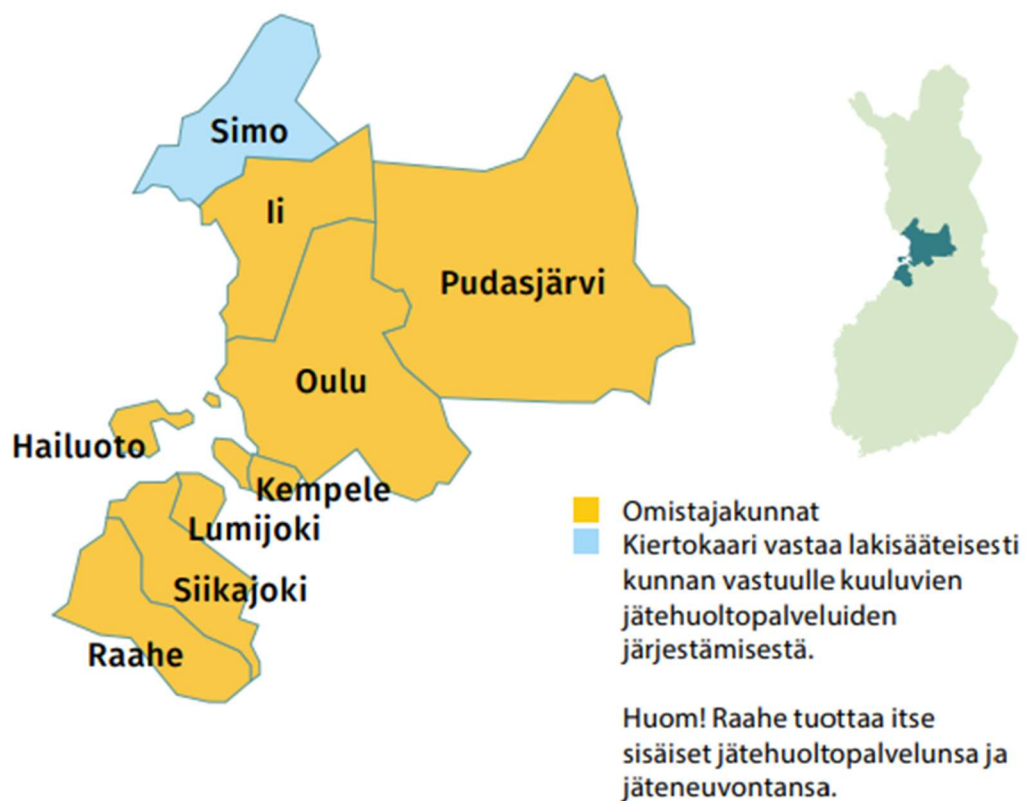 Simo
Ii
Pudasjärvi
Oulu
Hailuoto
Kempele
Lumijoki
Siikajoki
Raahe
Omistajakunnat
Kiertokaari vastaa lakisääteisesti
kunnan vastuulle kuuluvien
jätehuoltopalveluiden
järjestämisestä.
Huom! Raahe tuottaa itse
sisäiset jätehuoltopalvelunsa ja
jäteneuvontansa.